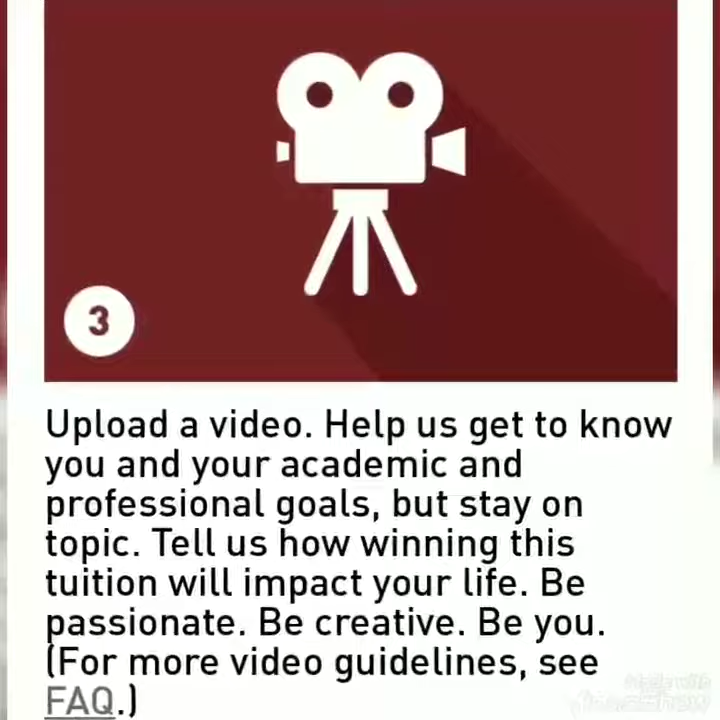 3
Upload a video. Help us get to know
you and your academic and
professional goals, but stay on
topic. Tell us how winning this
tuition will impact your life. Be
passionate. Be creative. Be you.
(For more video guidelines, see
FAQ.)